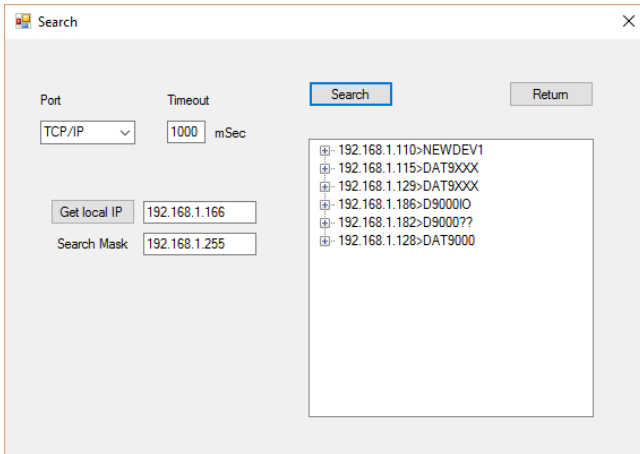 Search
Port
Timeout
Search
Return
TCP/IP
1000 mSec
Get local IP 192.168.1.166
Search Mask 192.168.1.255
192.168.1.110>NEWDEV1
192.168.1.115>DAT9XXX
192.168.1.129>DAT9XXX
192.168.1.186>D9000IO
192.168.1.182>D9000??
192.168.1.128>DAT9000